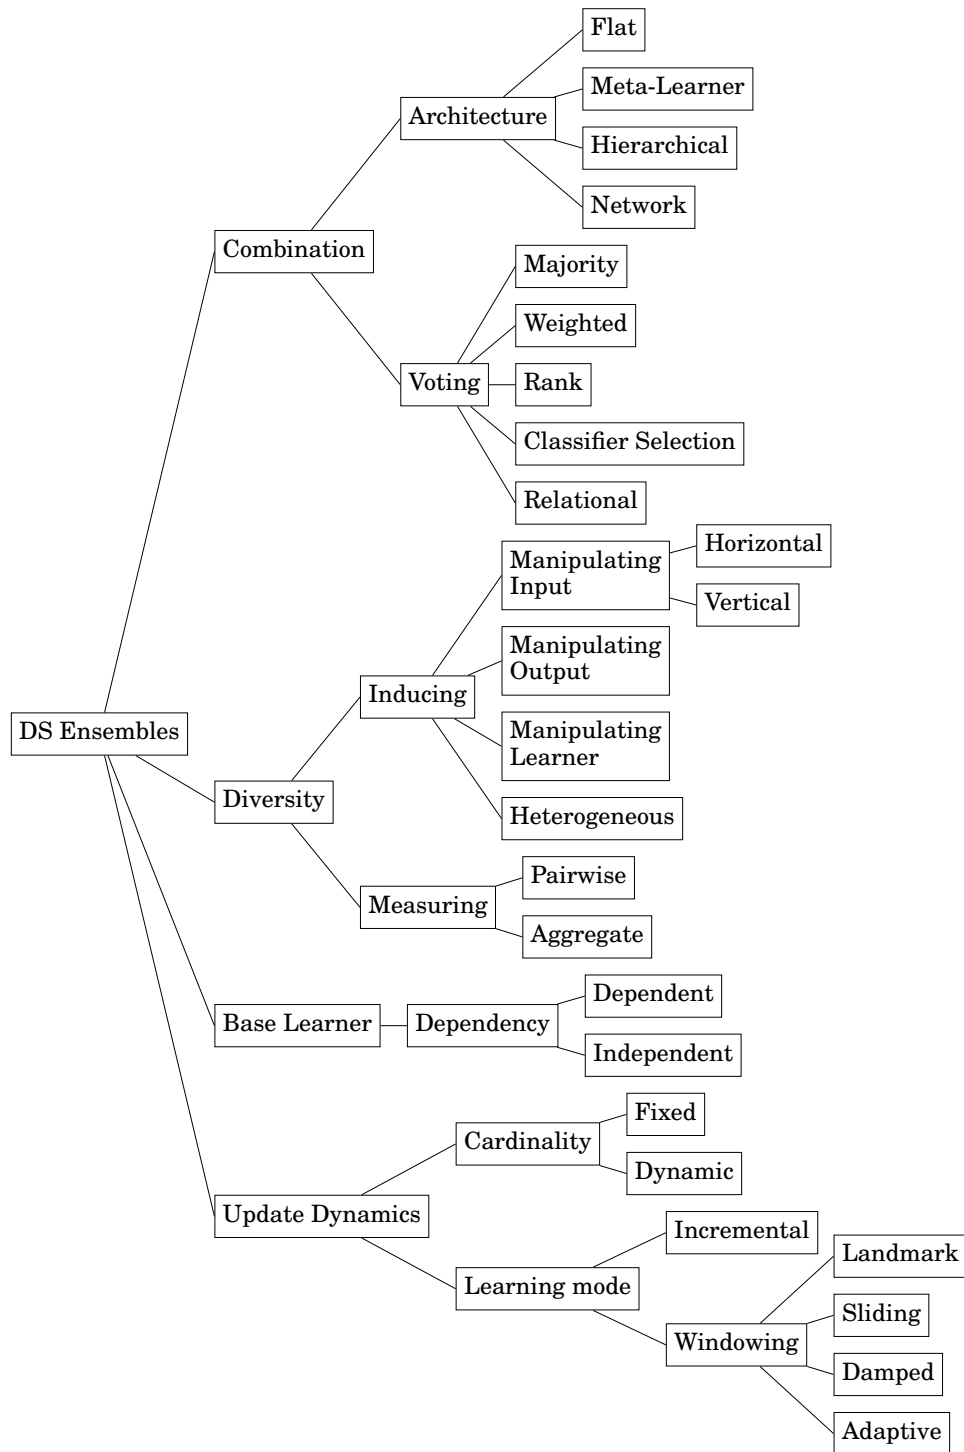 Flat
Meta-Learner
Architecture
Hierarchical
Network
Combination
Majority
Weighted
Voting
Rank
Classifier Selection
Relational
Manipulating
Input
Horizontal
Vertical
Manipulating
Output
Inducing
Manipulating
Learner
DS Ensembles
Diversity
Heterogeneous
Pairwise
Measuring
Aggregate
Base Learner
Dependency
Dependent
Independent
Fixed
Cardinality
Dynamic
Update Dynamics
Incremental
Learning mode
Landmark
Sliding
Windowing
Damped
Adaptive